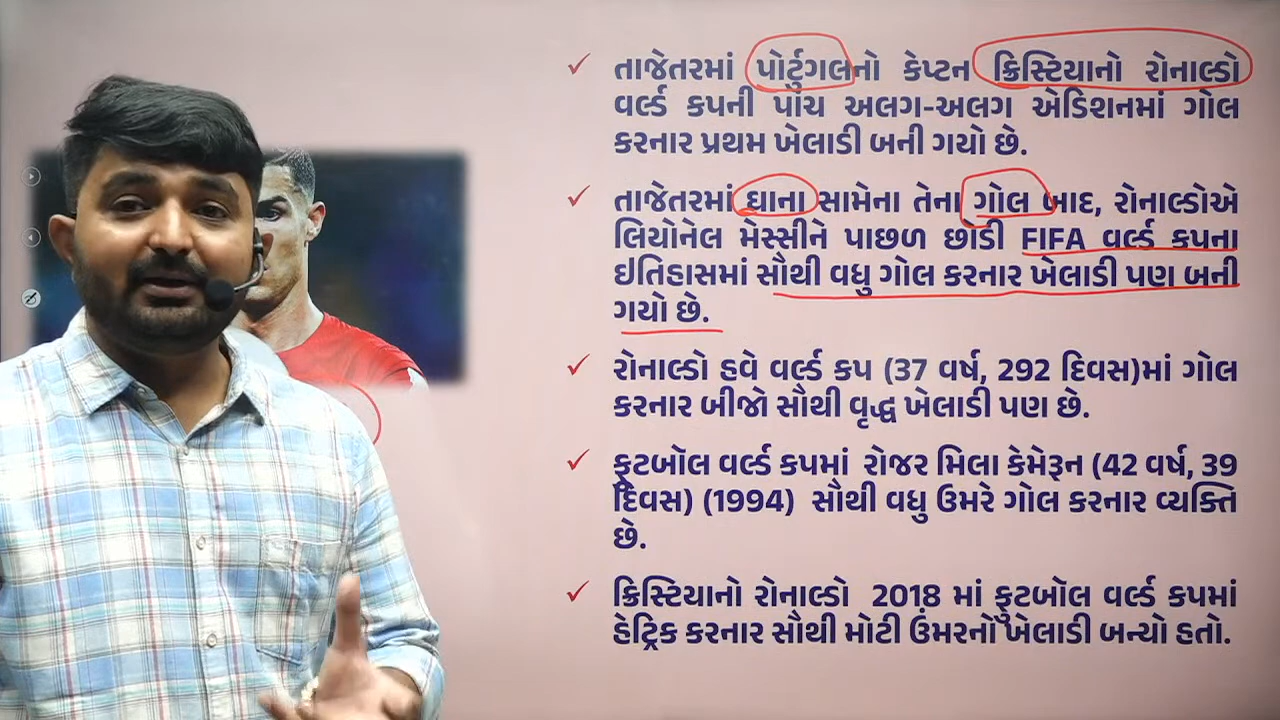 તાજેતરમાં પોર્ટુગલનો કેપ્ટન ક્રિસ્ટિયાનો રોનાલ્ડો
વર્લ્ડ કપની પાંચ અલગ-અલગ એડિશનમાં ગોલ
કરનાર પ્રથમ ખેલાડી બની ગયો છે.
તાજેતરમાં ઘાના સામેના તેના ગોલ બાદ, રોનાલ્ડોએ
લિયોનેલ મેસ્સીને પાછળ છોડી FIFA વર્લ્ડ કપના
ઇતિહાસમાં સૌથી વધુ ગોલ કરનાર ખેલાડી પણ બની
ગયો છે.
રોનાલ્ડો હવે વર્લ્ડ કપ (37 વર્ષ, 292 દિવસ)માં ગોલ
કરનાર બીજો સૌથી વૃદ્ધ ખેલાડી પણ છે.
ફૂટબોલ વર્લ્ડ કપમાં રોજર મિલા કેમેરૂન (42 વર્ષ, 39
દિવસ) (1994) સૌથી વધુ ઉમરે ગોલ કરનાર વ્યક્તિ
છે.
ક્રિસ્ટિયાનો રોનાલ્ડો 2018 માં ફૂટબોલ વર્લ્ડ કપમાં
હેટ્રિક કરનાર સૌથી મોટી ઉંમરનો ખેલાડી બન્યો હતો.